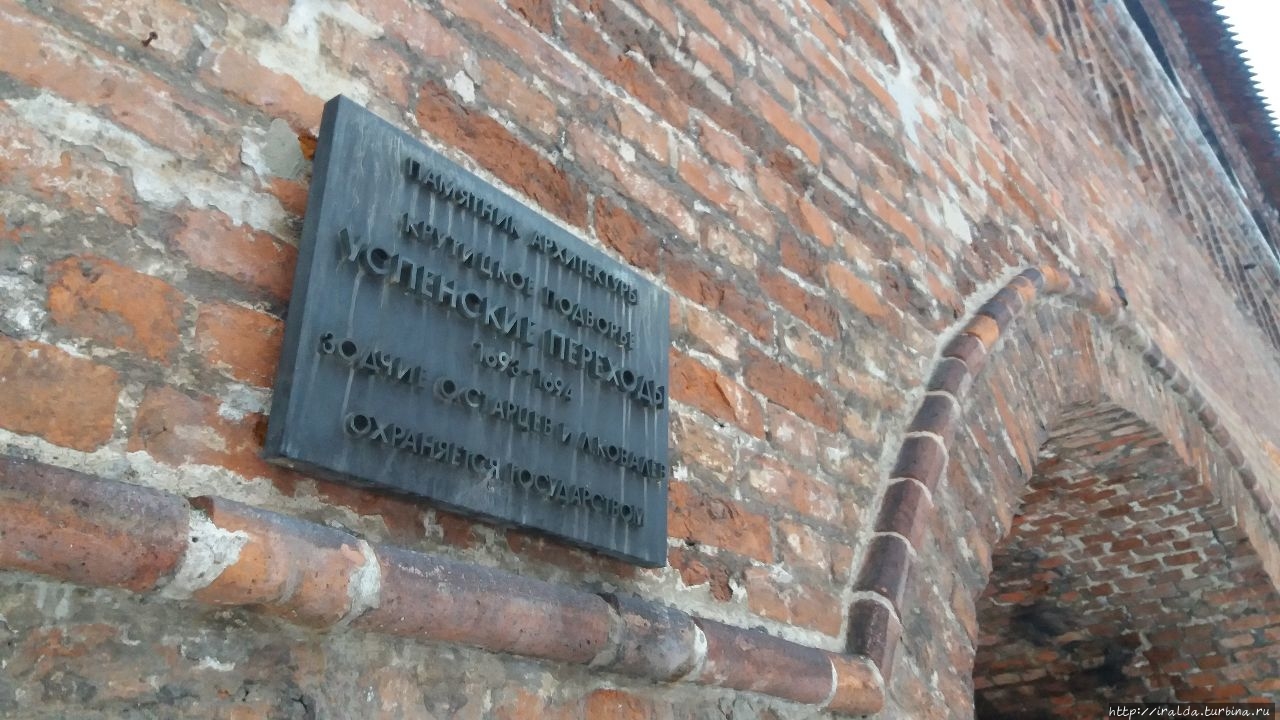 ПАМЯТНИК АРХИТЕКТУРЫ
КРУТИЦКОЕ ПОДВОРЬЕ
УСПЕНСКИЕ ПЕРЕХОДЫ
1693-1694
ЗОДЧИЕ О.СТАРЦЕВ И Л.КОВАЛЕВ
ОХРАНЯЕТСЯ ГОСУДАРСТВОМ
http://iralda.turbina.ru